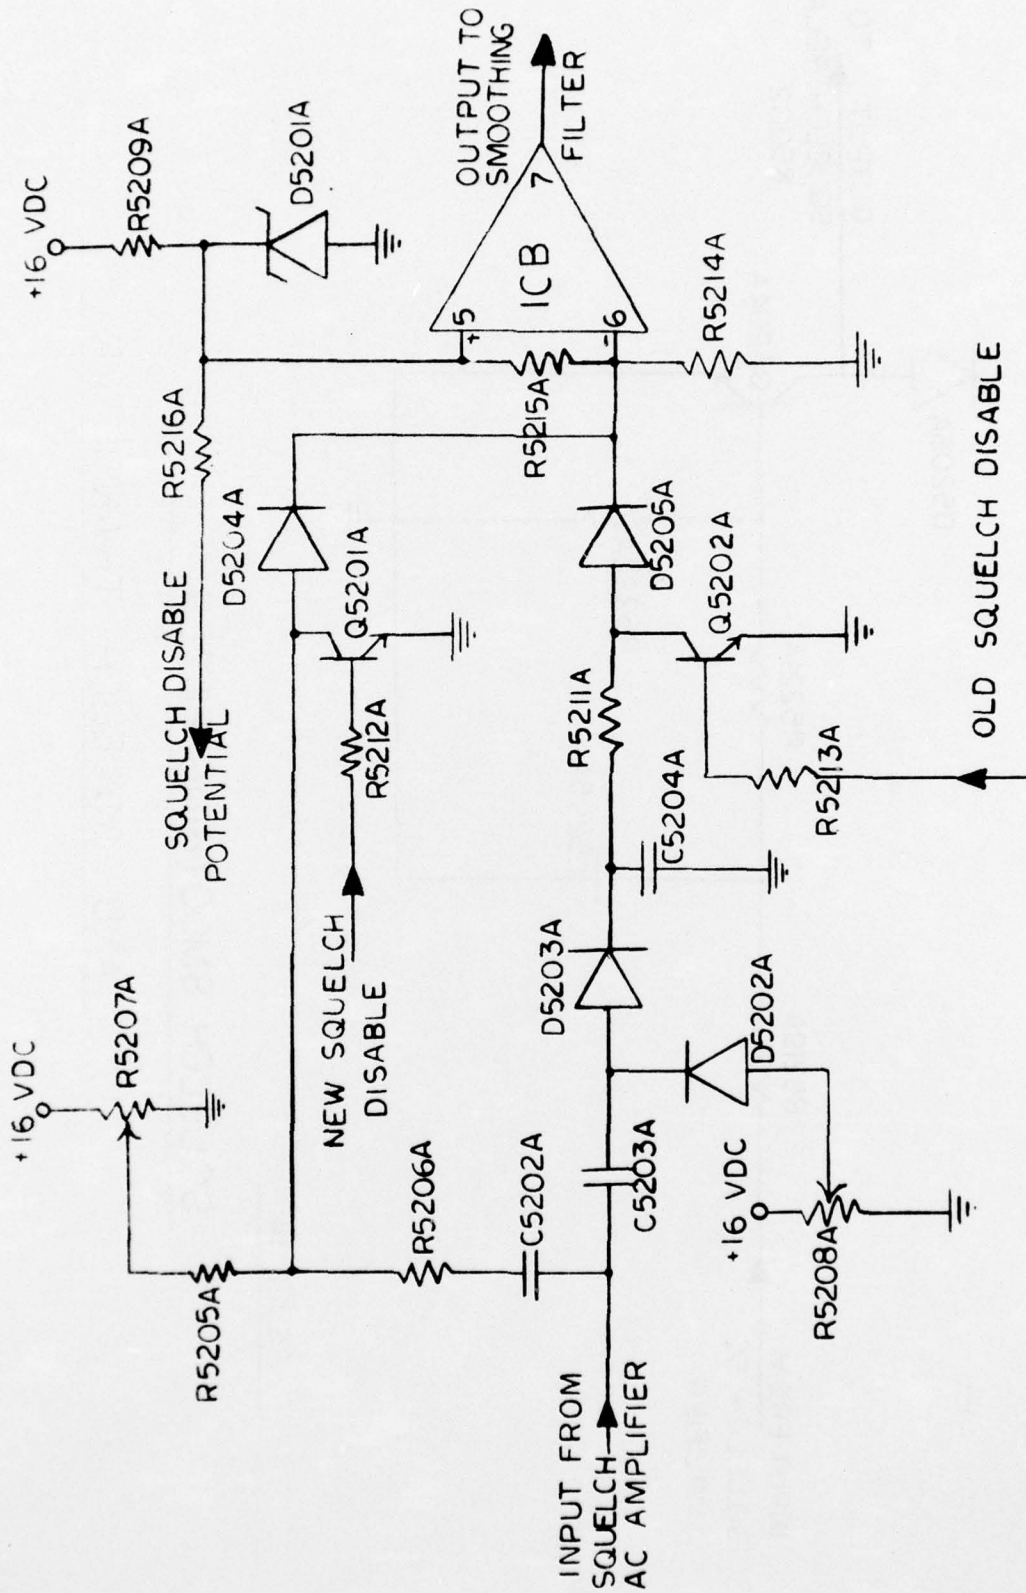 +16 VDC
R5209A
D5201A
OUTPUT TO
SMOOTHING
FILTER
+5
7
ICB
-6
R5216A
R5215A
R5214A
SQUELCH DISABLE
POTENTIAL
D5204A
Q5201A
R5212A
D5205A
Q5202A
R5211A
R5213A
OLD SQUELCH DISABLE
+16 VDC
R5207A
NEW SQUELCH
DISABLE
C5204A
D5203A
D5202A
R5205A
R5206A
C5202A
C5203A
+16 VDC
R5208A
INPUT FROM
SQUELCH
AC AMPLIFIER